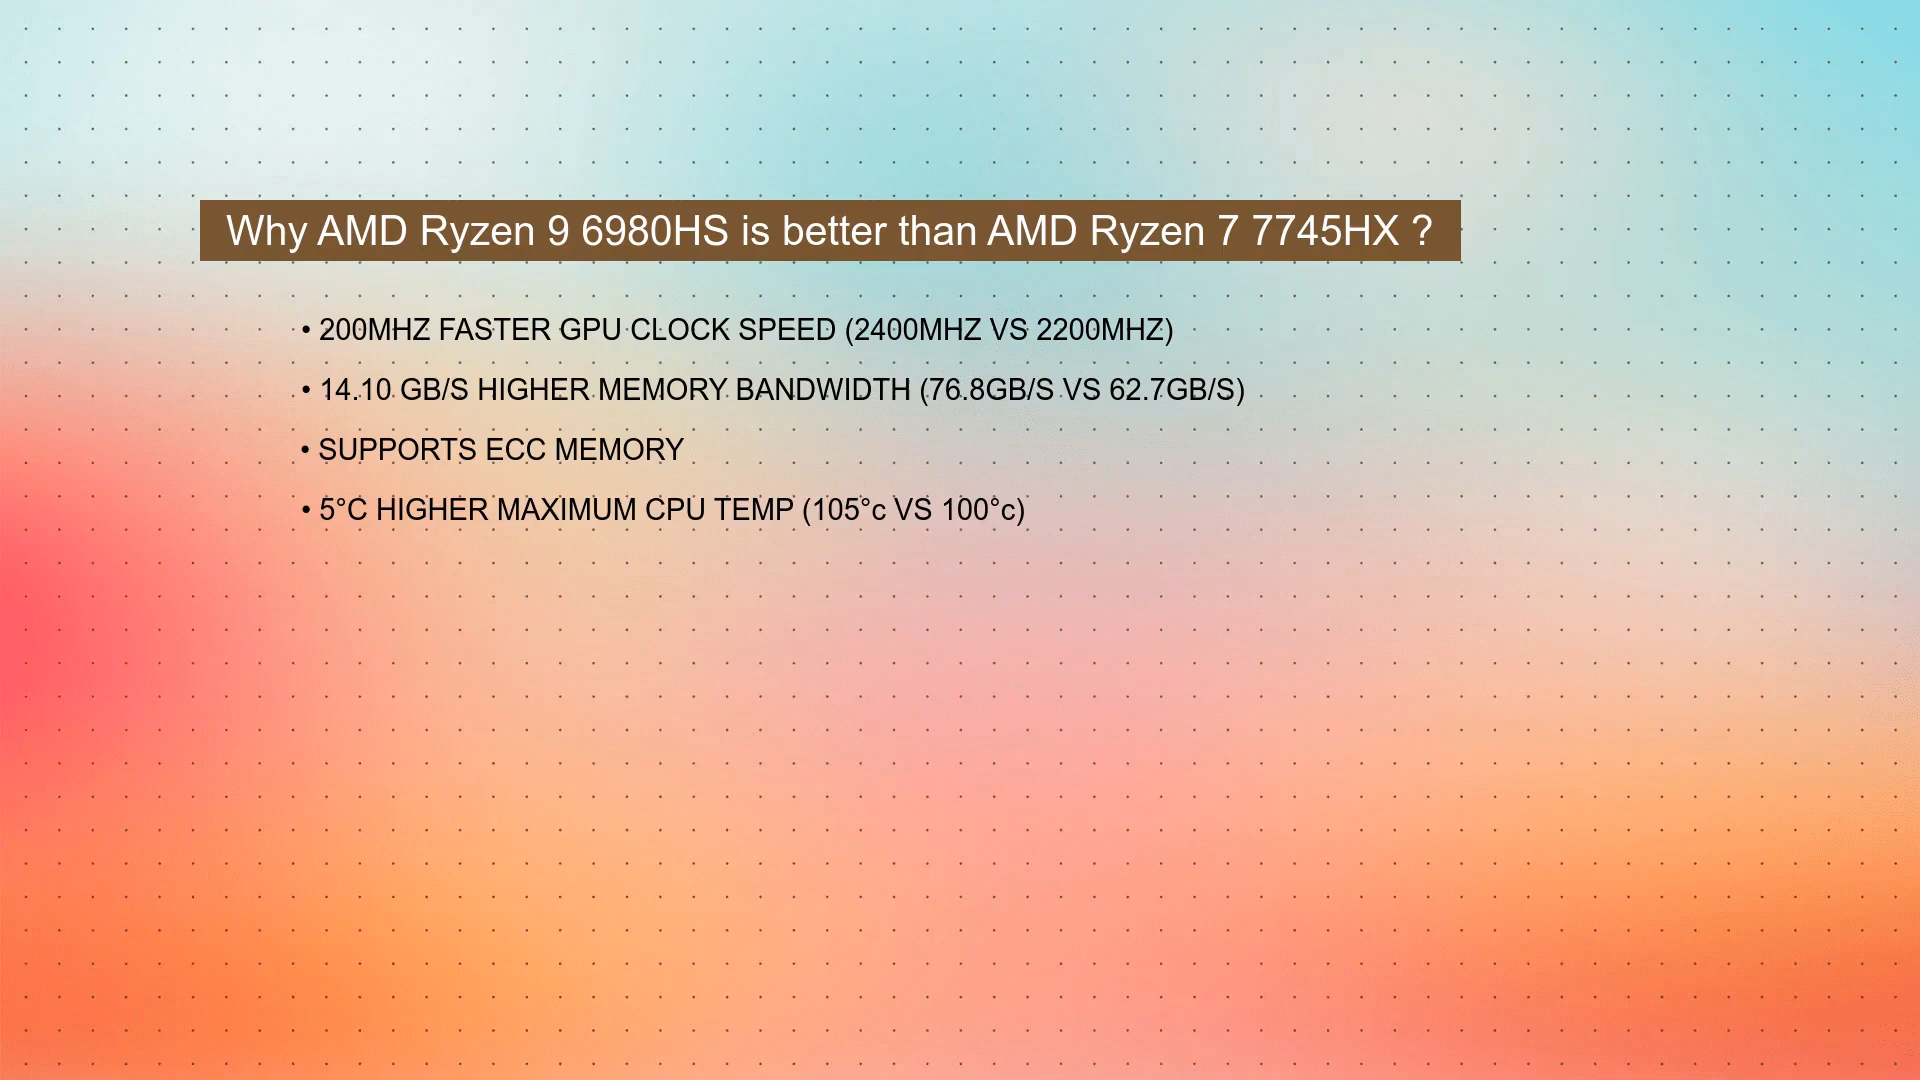 Why AMD Ryzen 9 6980HS is better than AMD Ryzen 7 7745HX ?
• 200MHZ FASTER GPU CLOCK SPEED (2400MHZ VS 2200MHZ)
• 14.10 GB/S HIGHER MEMORY BANDWIDTH (76.8GB/S VS 62.7GB/S)
• SUPPORTS ECC MEMORY
• 5°C HIGHER MAXIMUM CPU TEMP (105°c VS 100°c)